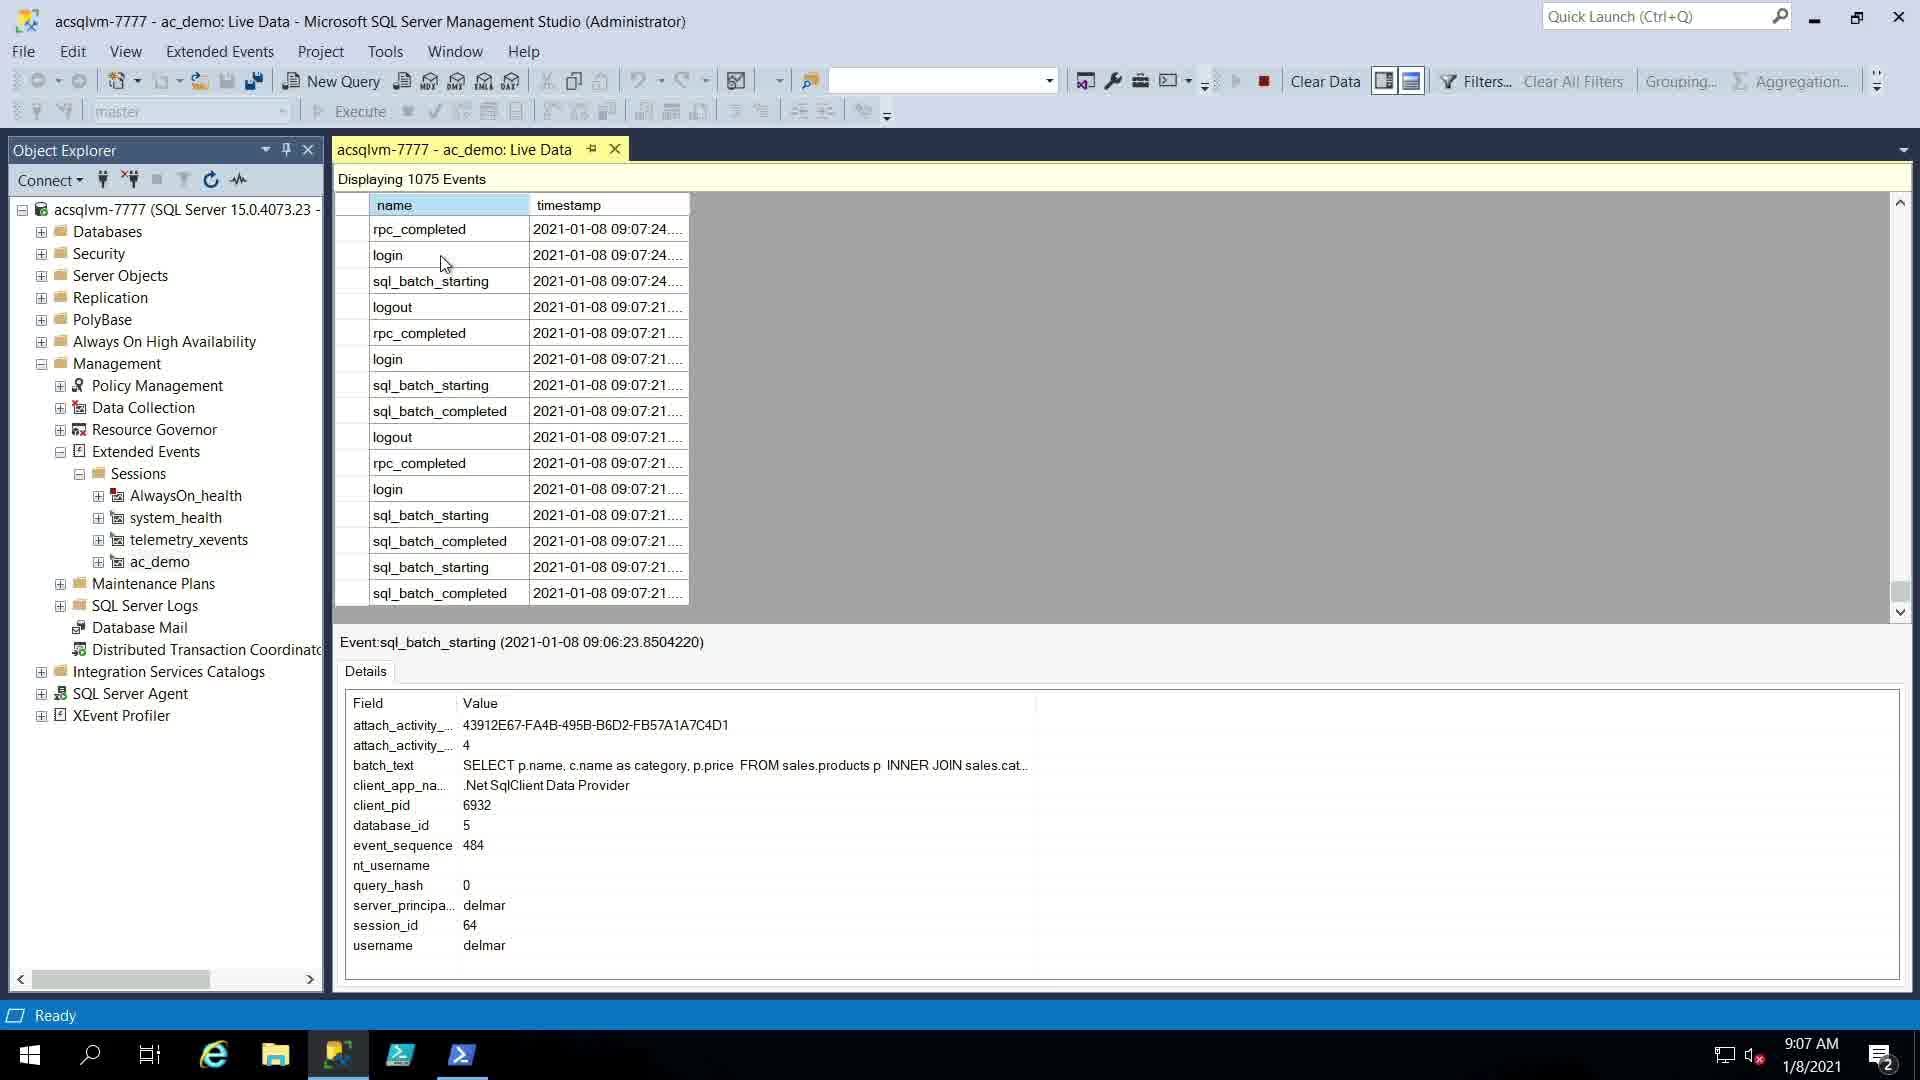 acsqlvm-7777 - ac_demo: Live Data - Microsoft SQL Server Management Studio (Administrator)
Quick Launch (Ctrl+Q)
File Edit View Extended Events Project Tools Window Help
New Query MDX DMX XMLA DAX Clear Data Filters... Clear All Filters Grouping... Aggregation...
master Execute
Object Explorer
Connect
acsqlvm-7777 (SQL Server 15.0.4073.23 -
Databases
Security
Server Objects
Replication
PolyBase
Always On High Availability
Management
Policy Management
Data Collection
Resource Governor
Extended Events
Sessions
AlwaysOn_health
system_health
telemetry_xevents
ac_demo
Maintenance Plans
SQL Server Logs
Database Mail
Distributed Transaction Coordinato
Integration Services Catalogs
SQL Server Agent
XEvent Profiler
acsqlvm-7777 - ac_demo: Live Data
Displaying 1075 Events
name timestamp
rpc_completed 2021-01-08 09:07:24....
login 2021-01-08 09:07:24....
sql_batch_starting 2021-01-08 09:07:24....
logout 2021-01-08 09:07:21....
rpc_completed 2021-01-08 09:07:21....
login 2021-01-08 09:07:21....
sql_batch_starting 2021-01-08 09:07:21....
sql_batch_completed 2021-01-08 09:07:21....
logout 2021-01-08 09:07:21....
rpc_completed 2021-01-08 09:07:21....
login 2021-01-08 09:07:21....
sql_batch_starting 2021-01-08 09:07:21....
sql_batch_completed 2021-01-08 09:07:21....
sql_batch_starting 2021-01-08 09:07:21....
sql_batch_completed 2021-01-08 09:07:21....
Event:sql_batch_starting (2021-01-08 09:06:23.8504220)
Details
Field Value
attach_activity_... 43912E67-FA4B-495B-B6D2-FB57A1A7C4D1
attach_activity_... 4
batch_text SELECT p.name, c.name as category, p.price FROM sales.products p INNER JOIN sales.cat...
client_app_na... .Net SqlClient Data Provider
client_pid 6932
database_id 5
event_sequence 484
nt_username
query_hash 0
server_principa... delmar
session_id 64
username delmar
Ready
9:07 AM
1/8/2021
2